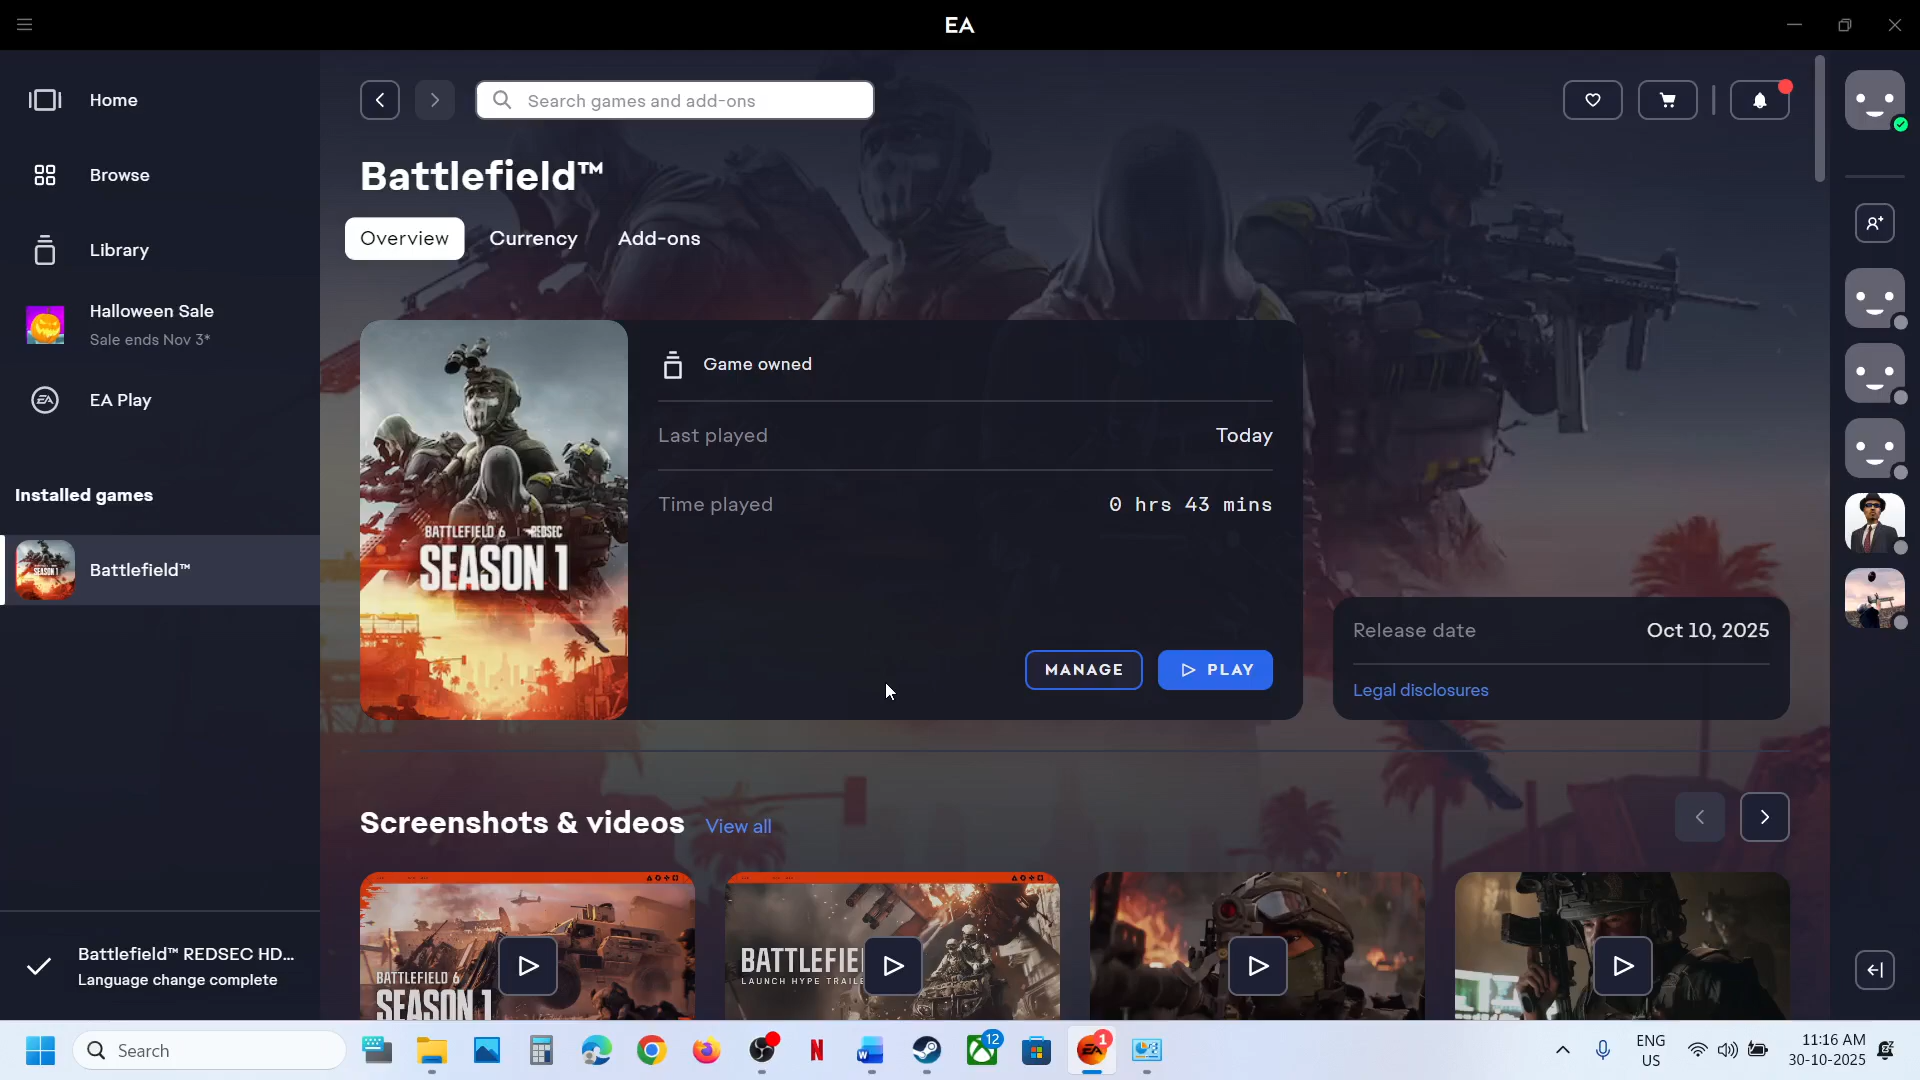 EA
Home
Browse
Library
Halloween Sale
Sale ends Nov 3*
EA Play
Installed games
Battlefield™
Battlefield™ REDSEC HD...
Language change complete
Search games and add-ons
Battlefield™
Overview
Currency
Add-ons
BATTLEFIELD 6 REDSEC
SEASON 1
Game owned
Last played
Today
Time played
0 hrs 43 mins
MANAGE
PLAY
Release date
Oct 10, 2025
Legal disclosures
Screenshots & videos
View all
BATTLEFIELD 6
SEASON 1
BATTLEFIE
LAUNCH HYPE TRAILE
Search
N
W
12
EA
1
ENG
US
11:16 AM
30-10-2025